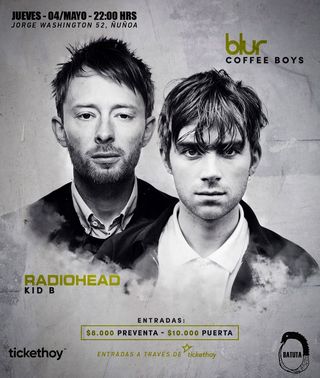 JUEVES - 04/MAYO - 22:00 HRS
JORGE WASHINGTON 52, ÑUÑOA
blur
COFFEE BOYS
RADIOHEAD
KID B
ENTRADAS:
$8.000 PREVENTA - $10.000 PUERTA
tickethoy
ENTRADAS A TRAVÉS DE tickethoy
BATUTA